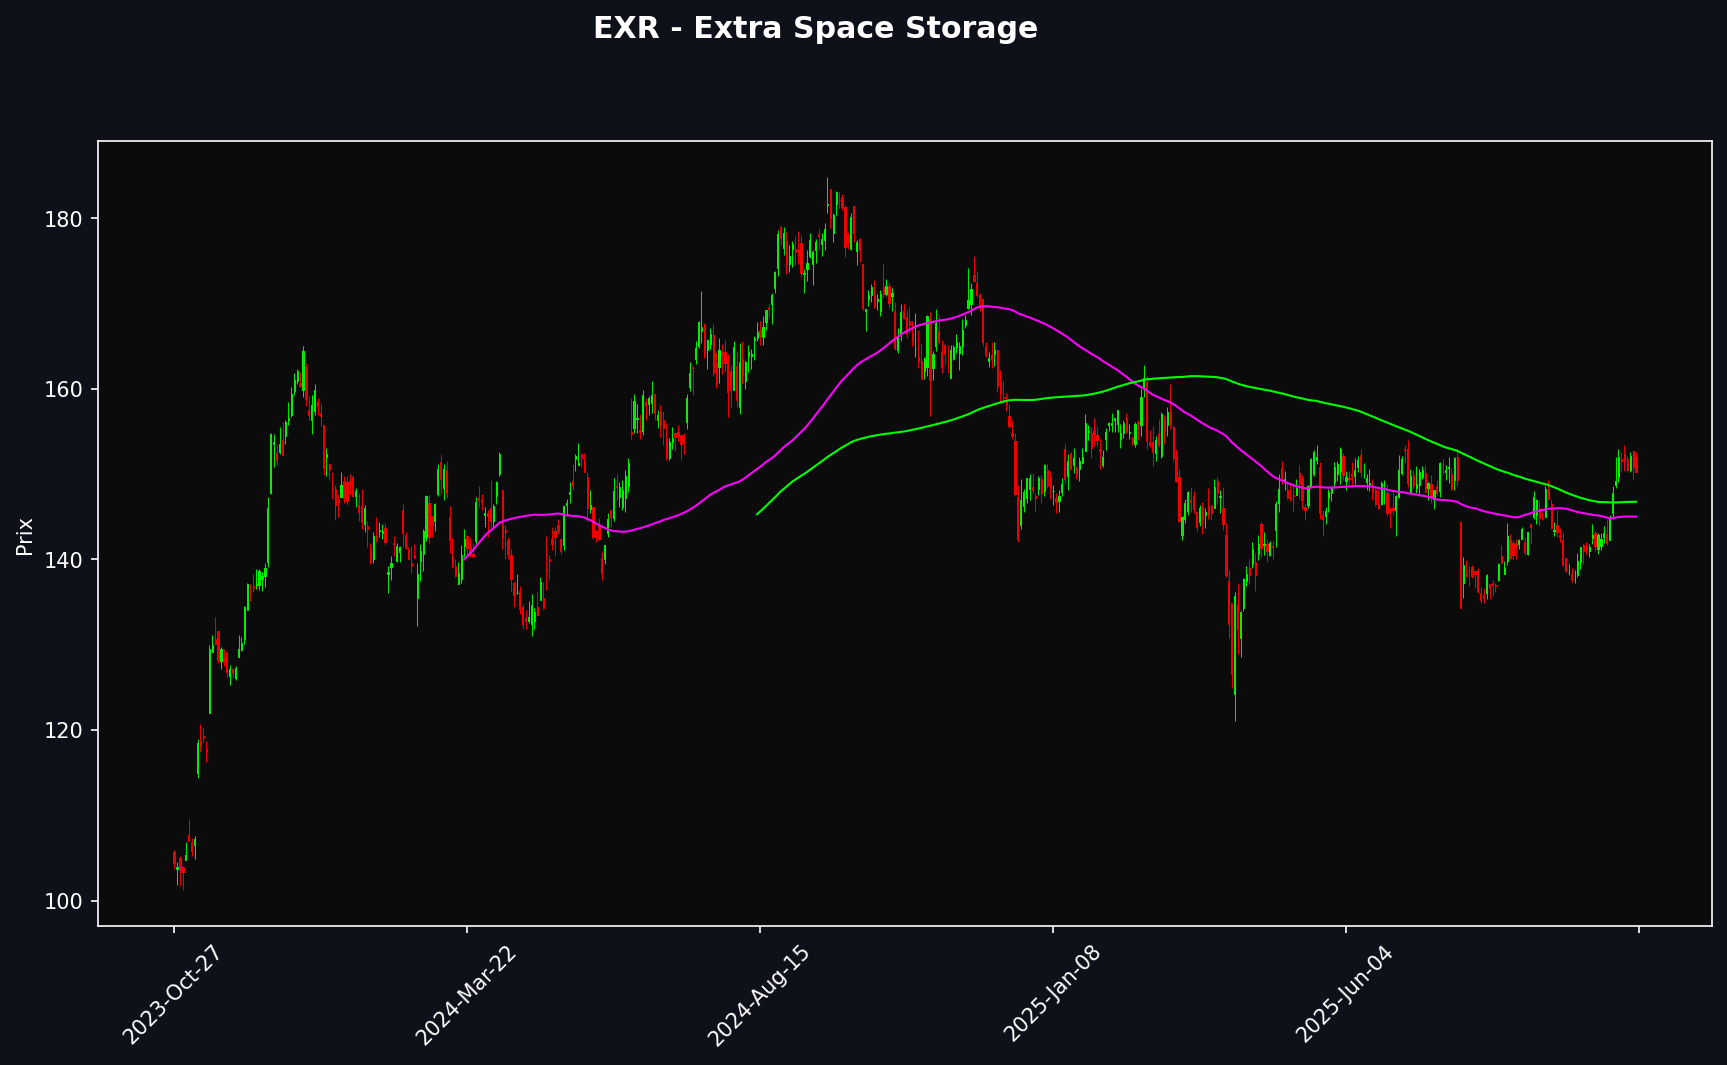 EXR - Extra Space Storage
Prix
180
160
140
120
100
2023-Oct-27
2024-Mar-22
2024-Aug-15
2025-Jan-08
2025-Jun-04